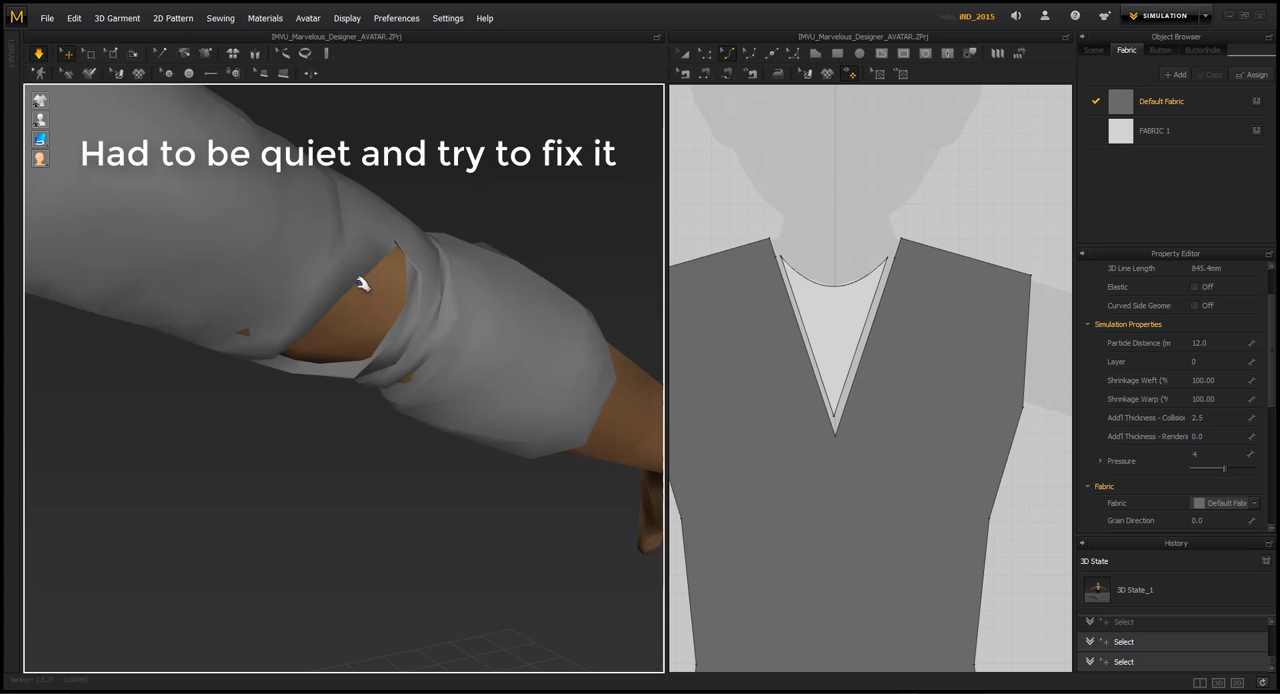 M File Edit 3D Garment 2D Pattern Sewing Materials Avatar Display Preferences Settings Help
iND_2015
SIMULATION
IMVU_Marvelous_Designer_AVATAR.ZPrj
IMVU_Marvelous_Designer_AVATAR.ZPrj
Object Browser
LIBRARY
Scene Fabric Button Buttonhole
Add Copy Assign
Default Fabric
FABRIC 1
Had to be quiet and try to fix it
Property Editor
3D Line Length 845.4mm
Elastic Off
Curved Side Geome Off
Simulation Properties
Particle Distance (m 12.0
Layer 0
Shrinkage Weft (% 100.00
Shrinkage Warp (% 100.00
Add'l Thickness - Collisio 2.5
Add'l Thickness - Renderi 0.0
Pressure 4
Fabric
Fabric Default Fab
Grain Direction 0.0
History
3D State
3D State_1
Select
Select
Select